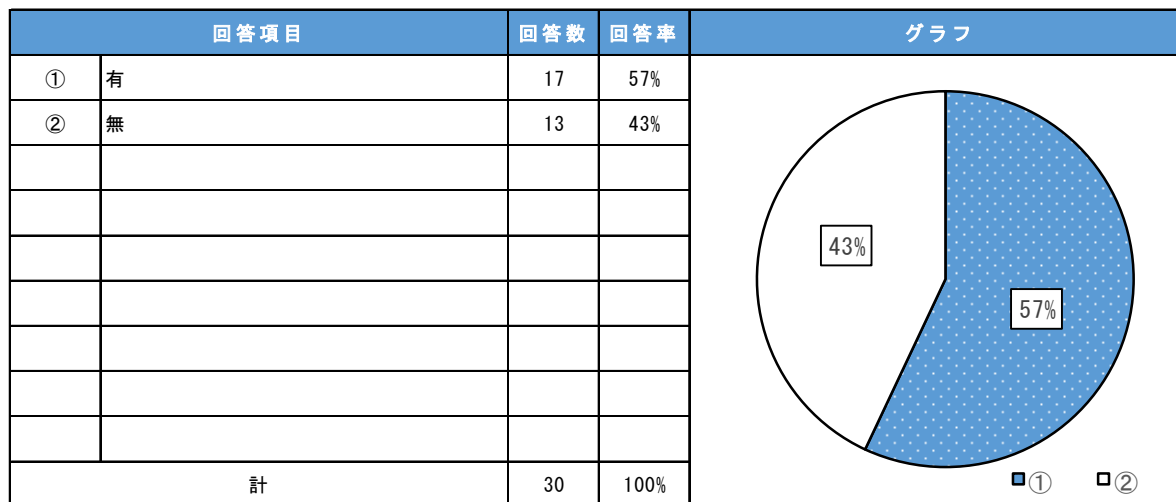 回答項目 回答数 回答率 グラフ
① 有 17 57%
② 無 13 43%
43%
57%
計 30 100%
① ②